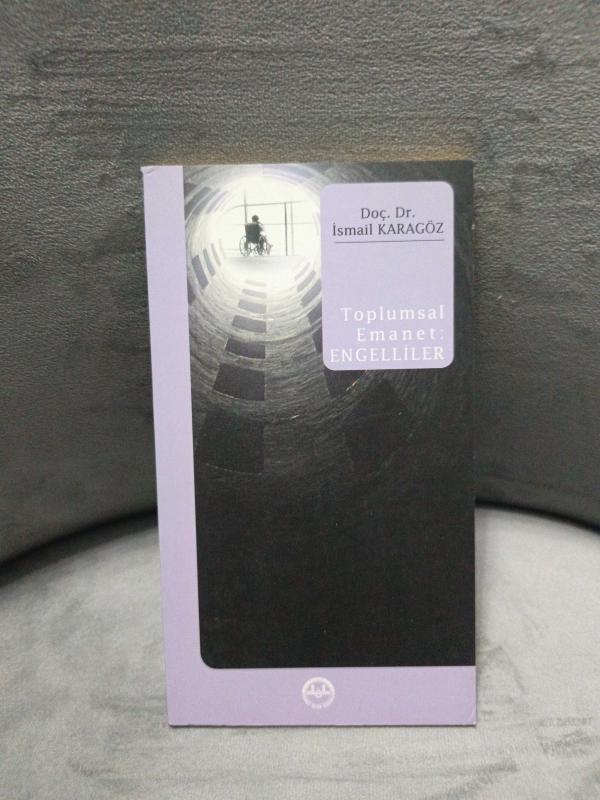 Doç. Dr.
İsmail KARAGÖZ
Toplumsal
Emanet:
ENGELLİLER